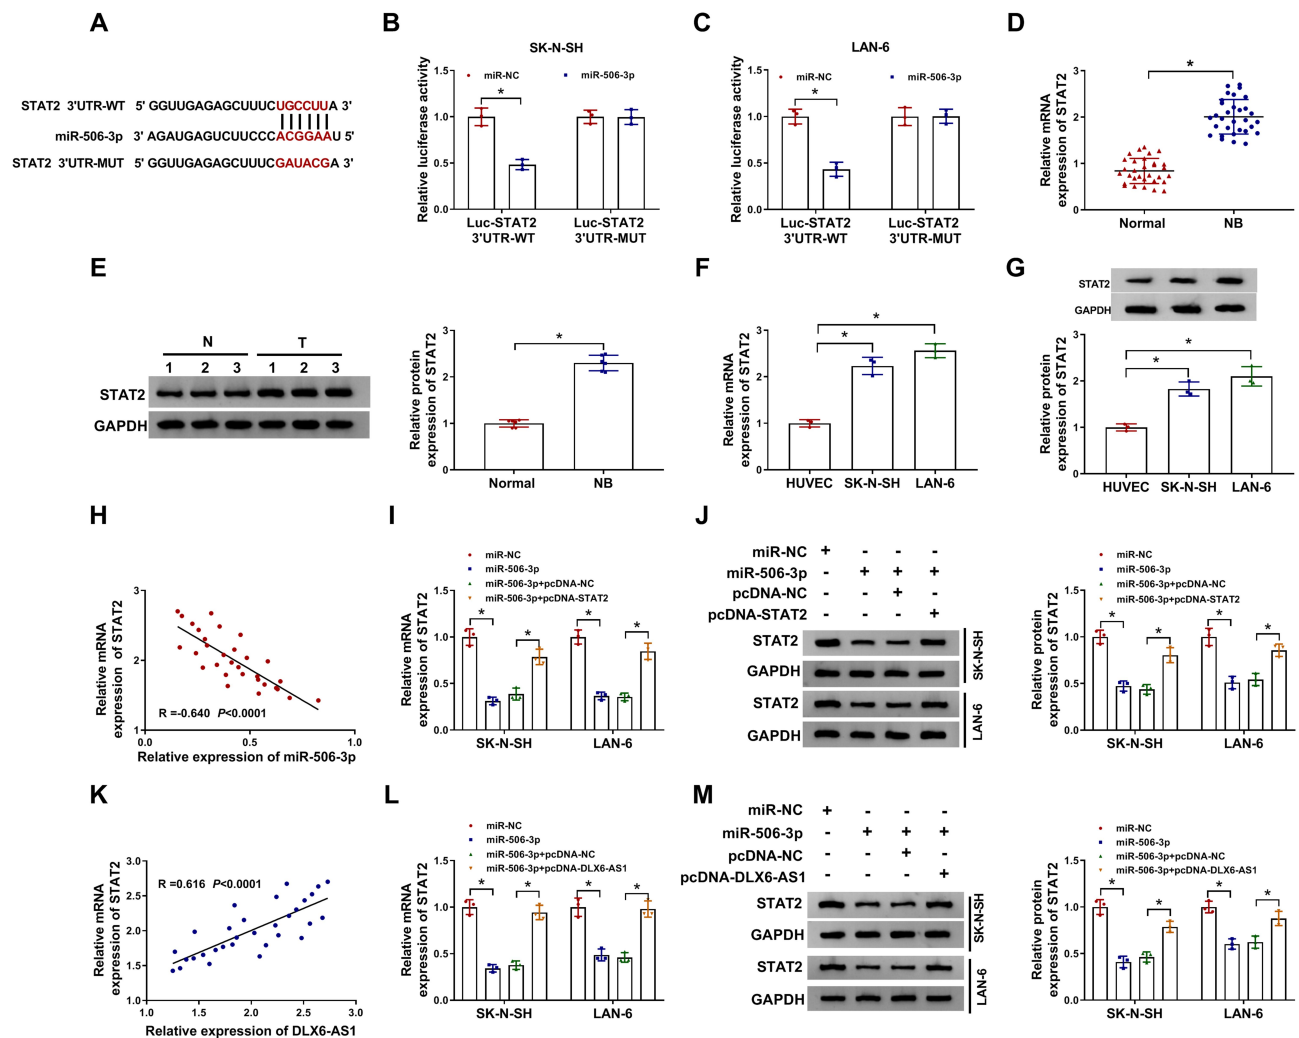 A
STAT2 3'UTR-WT 5' GGUUGAGAGCUUUCUGCCUUA 3'
miR-506-3p 3' AGAUGAGUCUUCCCACGGAAU 5'
STAT2 3'UTR-MUT 5' GGUUGAGAGCUUUCGAUACGA 3'
B
SK-N-SH
miR-NC
miR-506-3p
Relative luciferase activity
1.5
1.0
0.5
0.0
*
Luc-STAT2
3'UTR-WT
Luc-STAT2
3'UTR-MUT
C
LAN-6
miR-NC
miR-506-3p
Relative luciferase activity
1.5
1.0
0.5
0.0
*
Luc-STAT2
3'UTR-WT
Luc-STAT2
3'UTR-MUT
D
Relative mRNA
expression of STAT2
3
2
1
0
*
Normal
NB
E
N T
1 2 3 1 2 3
STAT2
GAPDH
Relative protein
expression of STAT2
3
2
1
0
*
Normal
NB
F
Relative mRNA
expression of STAT2
3
2
1
0
*
*
HUVEC SK-N-SH LAN-6
G
STAT2
GAPDH
Relative protein
expression of STAT2
3
2
1
0
*
*
HUVEC SK-N-SH LAN-6
H
Relative mRNA
expression of STAT2
3
2
1
R =-0.640 P<0.0001
0.0 0.5 1.0
Relative expression of miR-506-3p
I
miR-NC
miR-506-3p
miR-506-3p+pcDNA-NC
miR-506-3p+pcDNA-STAT2
Relative mRNA
expression of STAT2
1.5
1.0
0.5
0.0
* * * *
SK-N-SH LAN-6
J
miR-NC + - - -
miR-506-3p - + + +
pcDNA-NC - - + -
pcDNA-STAT2 - - - +
STAT2
GAPDH
SK-N-SH
STAT2
GAPDH
LAN-6
miR-NC
miR-506-3p
miR-506-3p+pcDNA-NC
miR-506-3p+pcDNA-STAT2
Relative protein
expression of STAT2
1.5
1.0
0.5
0.0
* * * *
SK-N-SH LAN-6
K
Relative mRNA
expression of STAT2
3.0
2.5
2.0
1.5
1.0
R =0.616 P<0.0001
1.0 1.5 2.0 2.5 3.0
Relative expression of DLX6-AS1
L
miR-NC
miR-506-3p
miR-506-3p+pcDNA-NC
miR-506-3p+pcDNA-DLX6-AS1
Relative mRNA
expression of STAT2
1.5
1.0
0.5
0.0
* * * *
SK-N-SH LAN-6
M
miR-NC + - - -
miR-506-3p - + + +
pcDNA-NC - - + -
pcDNA-DLX6-AS1 - - - +
STAT2
GAPDH
SK-N-SH
STAT2
GAPDH
LAN-6
miR-NC
miR-506-3p
miR-506-3p+pcDNA-NC
miR-506-3p+pcDNA-DLX6-AS1
Relative protein
expression of STAT2
1.5
1.0
0.5
0.0
* * * *
SK-N-SH LAN-6